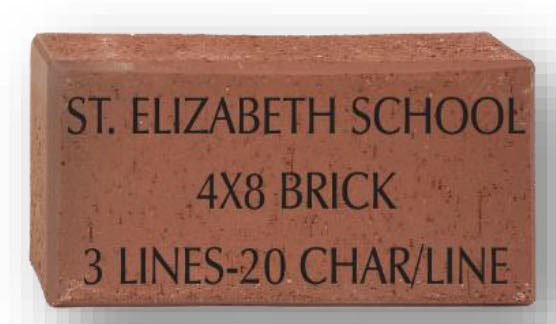 ST. ELIZABETH SCHOOL
4X8 BRICK
3 LINES-20 CHAR/LINE